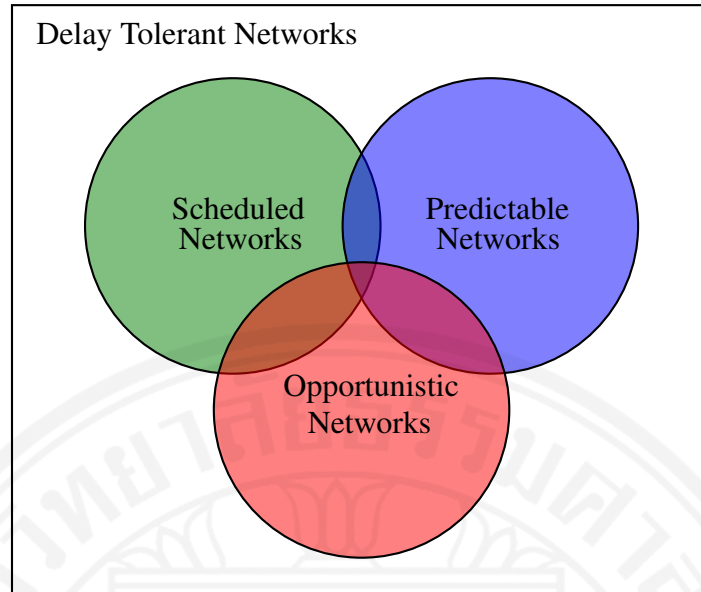 Delay Tolerant Networks
Scheduled
Networks
Predictable
Networks
Opportunistic
Networks